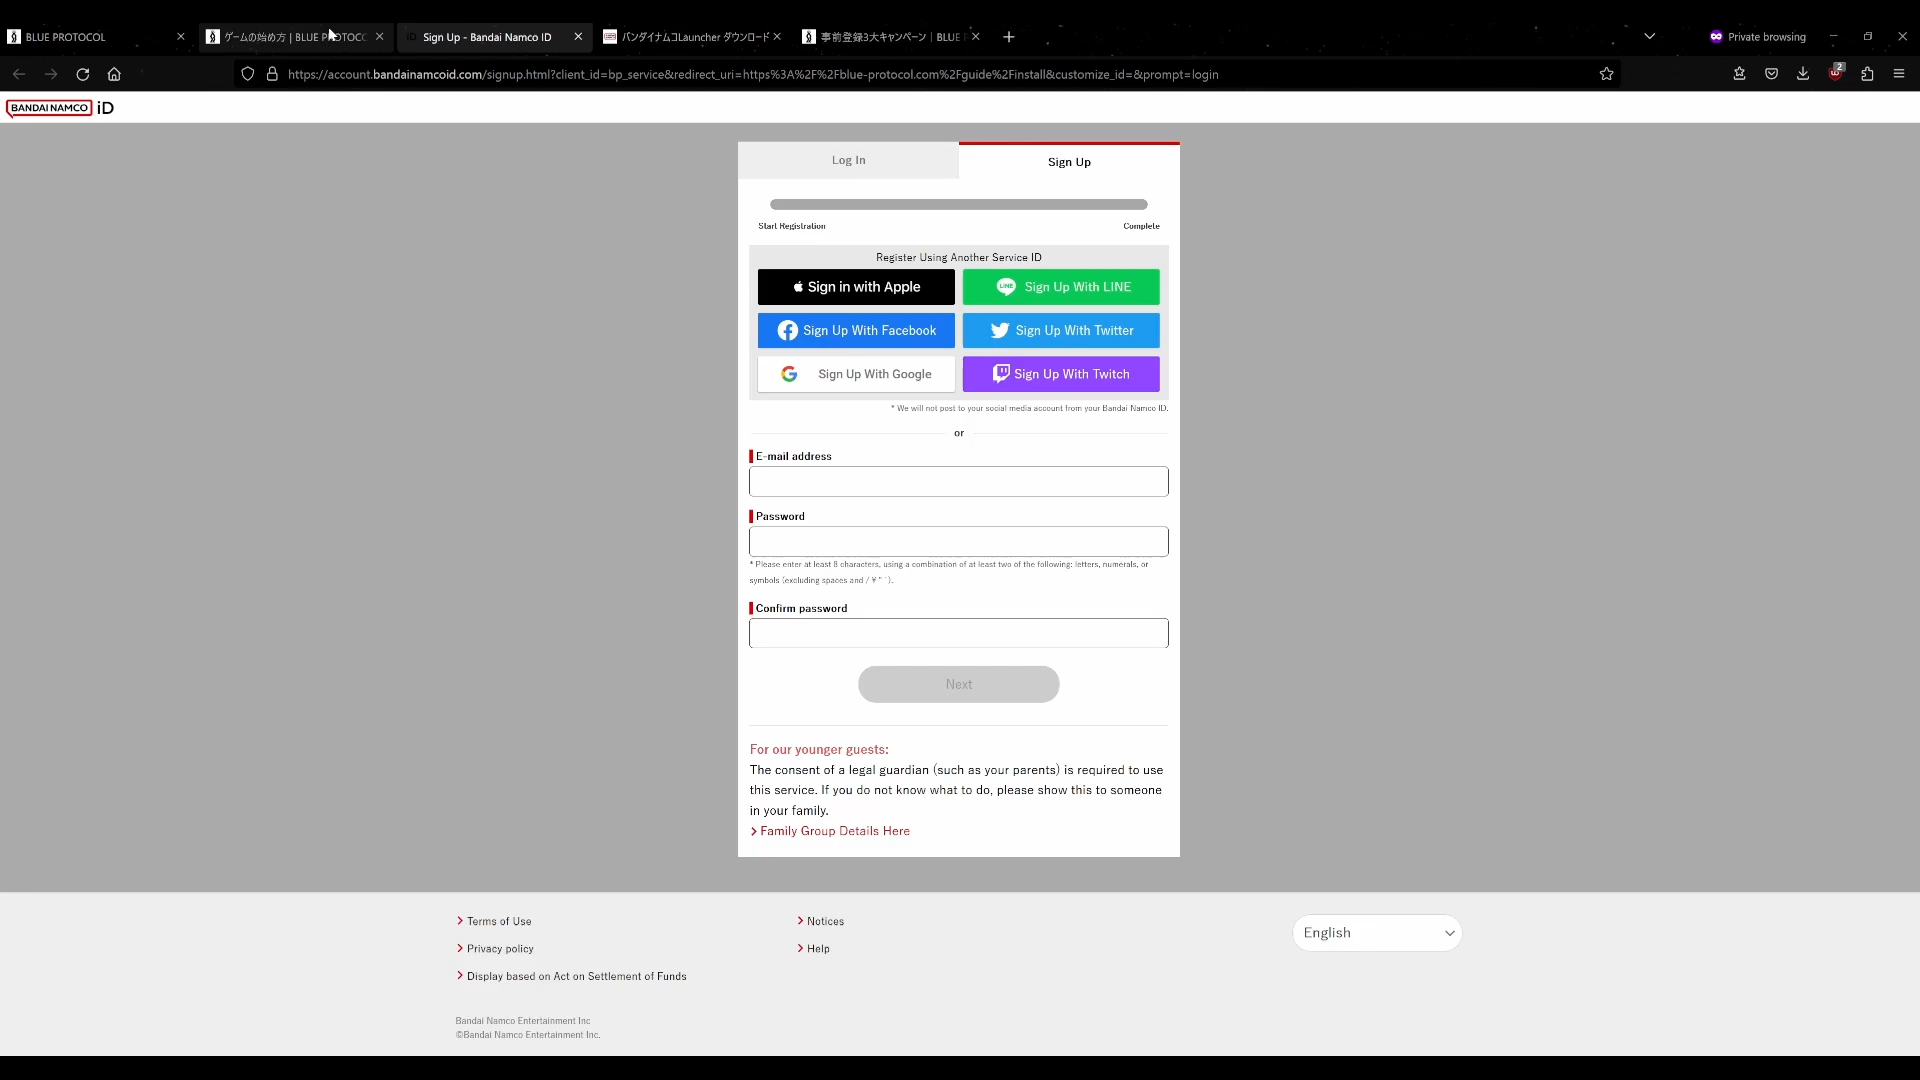 BLUE PROTOCOL
ゲームの始め方 | BLUE PROTOC
Sign Up - Bandai Namco ID
バンダイナムコLauncher ダウンロード
事前登録3大キャンペーン | BLUE
Private browsing
https://account.bandainamcoid.com/signup.html?client_id=bp_service&redirect_uri=https%3A%2F%2Fblue-protocol.com%2Fguide%2Finstall&customize_id=&prompt=login
2
BANDAI NAMCO iD
Log In
Sign Up
Start Registration
Complete
Register Using Another Service ID
Sign in with Apple
LINE Sign Up With LINE
Sign Up With Facebook
Sign Up With Twitter
Sign Up With Google
Sign Up With Twitch
* We will not post to your social media account from your Bandai Namco ID.
or
E-mail address
Password
* Please enter at least 8 characters, using a combination of at least two of the following: letters, numerals, or
symbols (excluding spaces and / ¥ " ` ).
Confirm password
Next
For our younger guests:
The consent of a legal guardian (such as your parents) is required to use
this service. If you do not know what to do, please show this to someone
in your family.
Family Group Details Here
Terms of Use
Notices
Privacy policy
Help
Display based on Act on Settlement of Funds
English
Bandai Namco Entertainment Inc
©Bandai Namco Entertainment Inc.